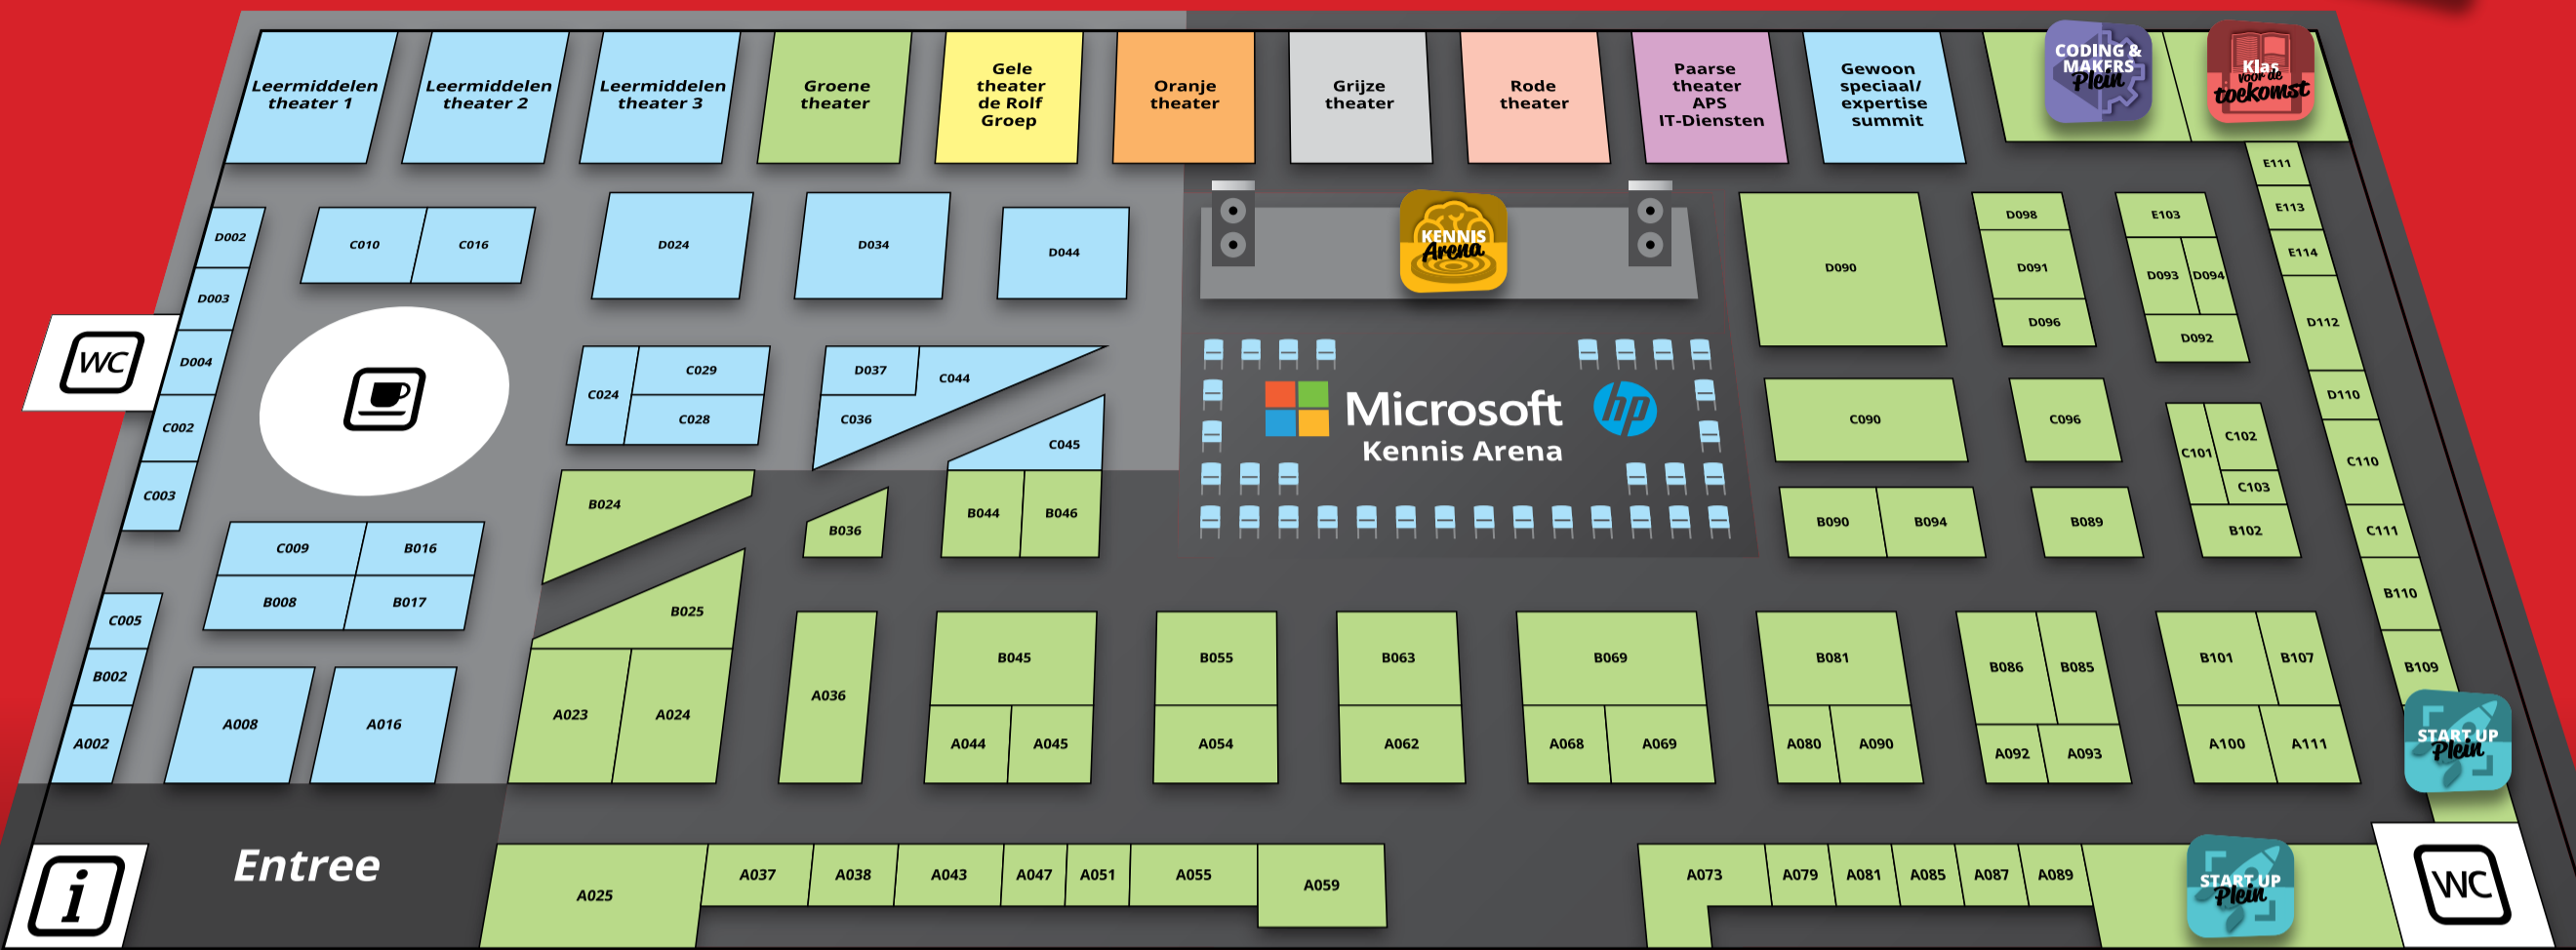 Leermiddelen
theater 1
Leermiddelen
theater 2
Leermiddelen
theater 3
Groene
theater
Gele
theater
de Rolf
Groep
Oranje
theater
Grijze
theater
Rode
theater
Paarse
theater
APS
IT-Diensten
Gewoon
speciaal/
expertise
summit
CODING &
MAKERS
Plein
Klas
voor de
toekomst
E111
D002
C010
C016
D024
D034
D044
KENNIS
Arena
D090
D098
D091
D096
E103
D093
D094
D092
E113
E114
D112
D110
C110
C111
B110
B109
D003
D004
C002
C003
WC
C024
C029
C028
D037
C044
C036
C045
Microsoft
hp
Kennis Arena
C090
C096
C101
C102
C103
B102
B024
B036
B044
B046
B090
B094
B089
C009
B016
B008
B017
C005
B002
A002
A008
A016
B025
A023
A024
A036
B045
A044
A045
B055
A054
B063
A062
B069
A068
A069
B081
A080
A090
B086
B085
A092
A093
B101
B107
A100
A111
START UP
Plein
i
Entree
A025
A037
A038
A043
A047
A051
A055
A059
A073
A079
A081
A085
A087
A089
START UP
Plein
WC